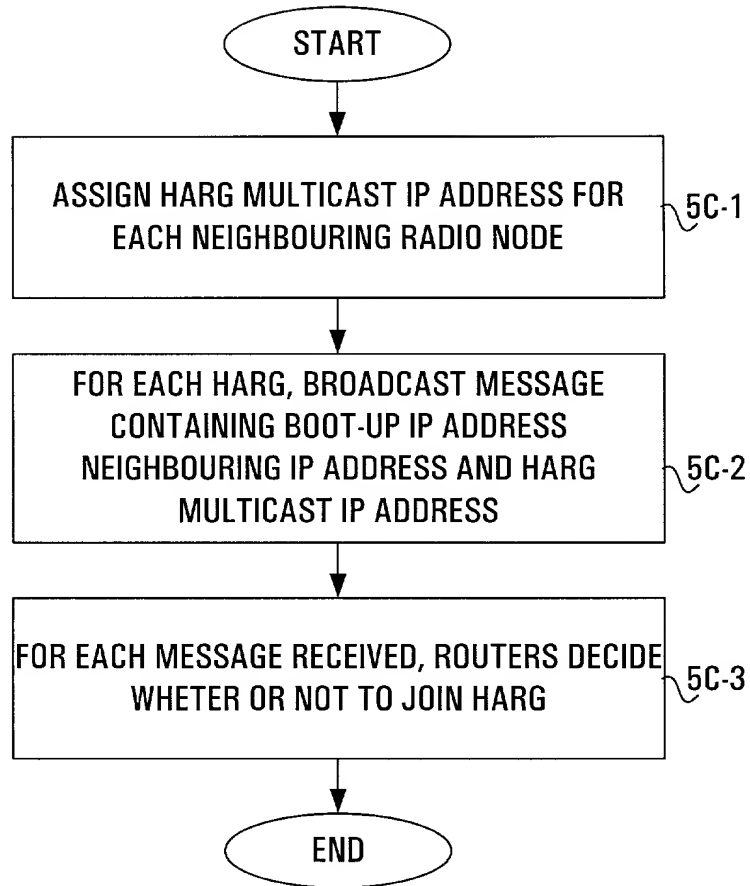 START
ASSIGN HARG MULTICAST IP ADDRESS FOR
EACH NEIGHBOURING RADIO NODE
5C-1
FOR EACH HARG, BROADCAST MESSAGE
CONTAINING BOOT-UP IP ADDRESS
NEIGHBOURING IP ADDRESS AND HARG
MULTICAST IP ADDRESS
5C-2
FOR EACH MESSAGE RECEIVED, ROUTERS DECIDE
WHETER OR NOT TO JOIN HARG
5C-3
END